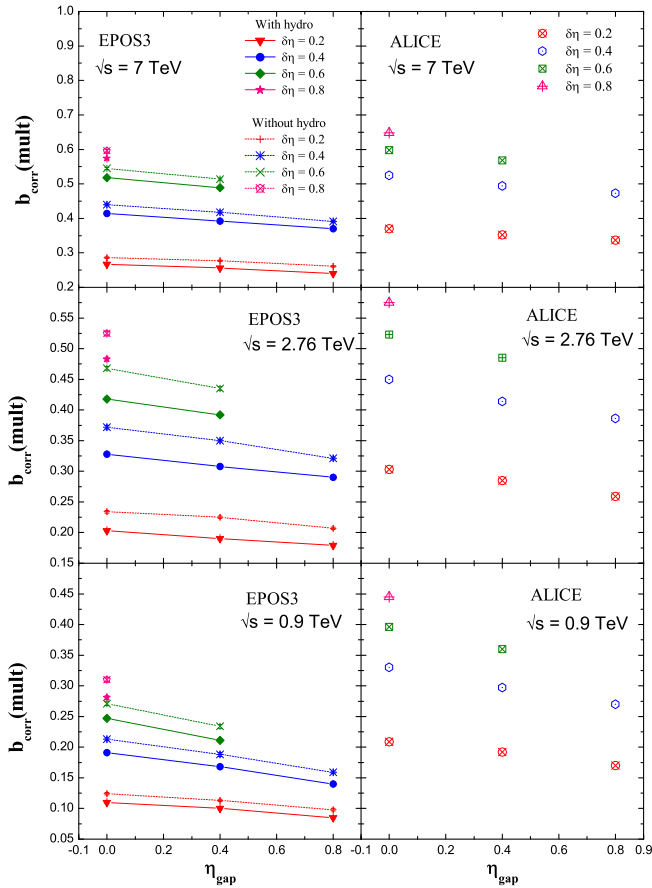 EPOS3
√s = 7 TeV
With hydro
δη = 0.2
δη = 0.4
δη = 0.6
δη = 0.8
Without hydro
δη = 0.2
δη = 0.4
δη = 0.6
δη = 0.8
b_corr(mult)
1.0
0.9
0.8
0.7
0.6
0.5
0.4
0.3
0.2
ALICE
√s = 7 TeV
δη = 0.2
δη = 0.4
δη = 0.6
δη = 0.8
EPOS3
√s = 2.76 TeV
b_corr(mult)
0.55
0.50
0.45
0.40
0.35
0.30
0.25
0.20
0.15
ALICE
√s = 2.76 TeV
EPOS3
√s = 0.9 TeV
b_corr(mult)
0.45
0.40
0.35
0.30
0.25
0.20
0.15
0.10
0.05
ALICE
√s = 0.9 TeV
-0.1 0.0 0.2 0.4 0.6 0.8 -0.1 0.0 0.2 0.4 0.6 0.8 0.9
η_gap η_gap